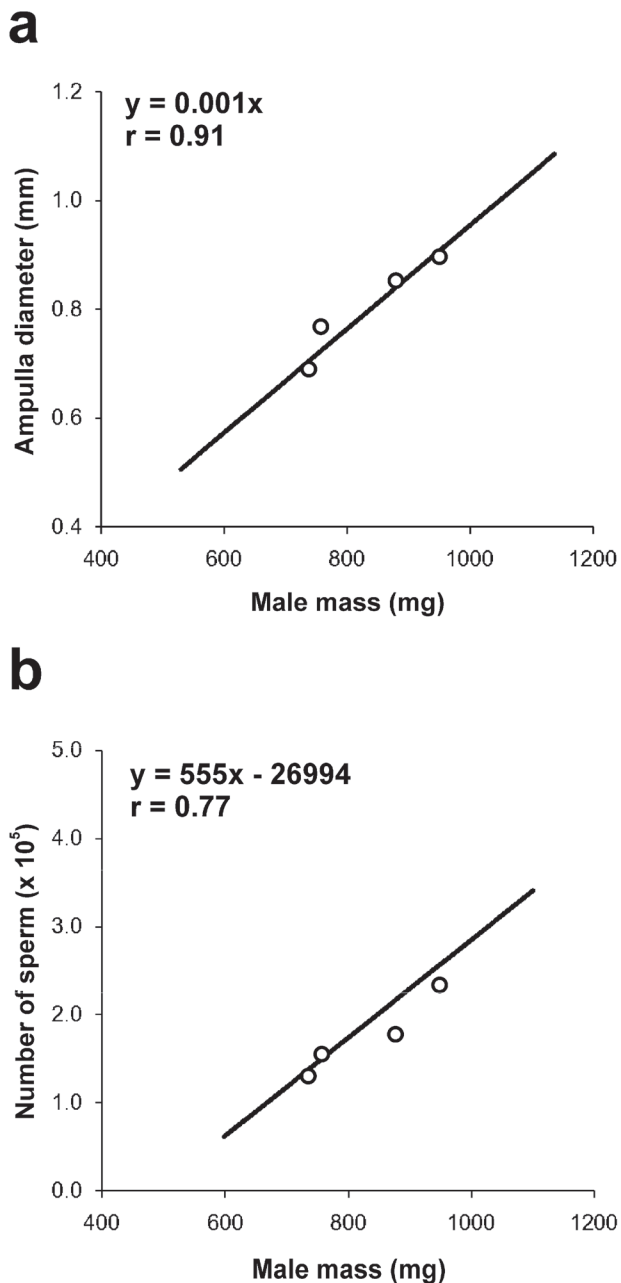 a
y = 0.001x
r = 0.91
1.2
1.0
0.8
0.6
0.4
Ampulla diameter (mm)
400 600 800 1000 1200
Male mass (mg)
b
y = 555x - 26994
r = 0.77
5.0
4.0
3.0
2.0
1.0
0.0
Number of sperm (x 10⁵)
400 600 800 1000 1200
Male mass (mg)